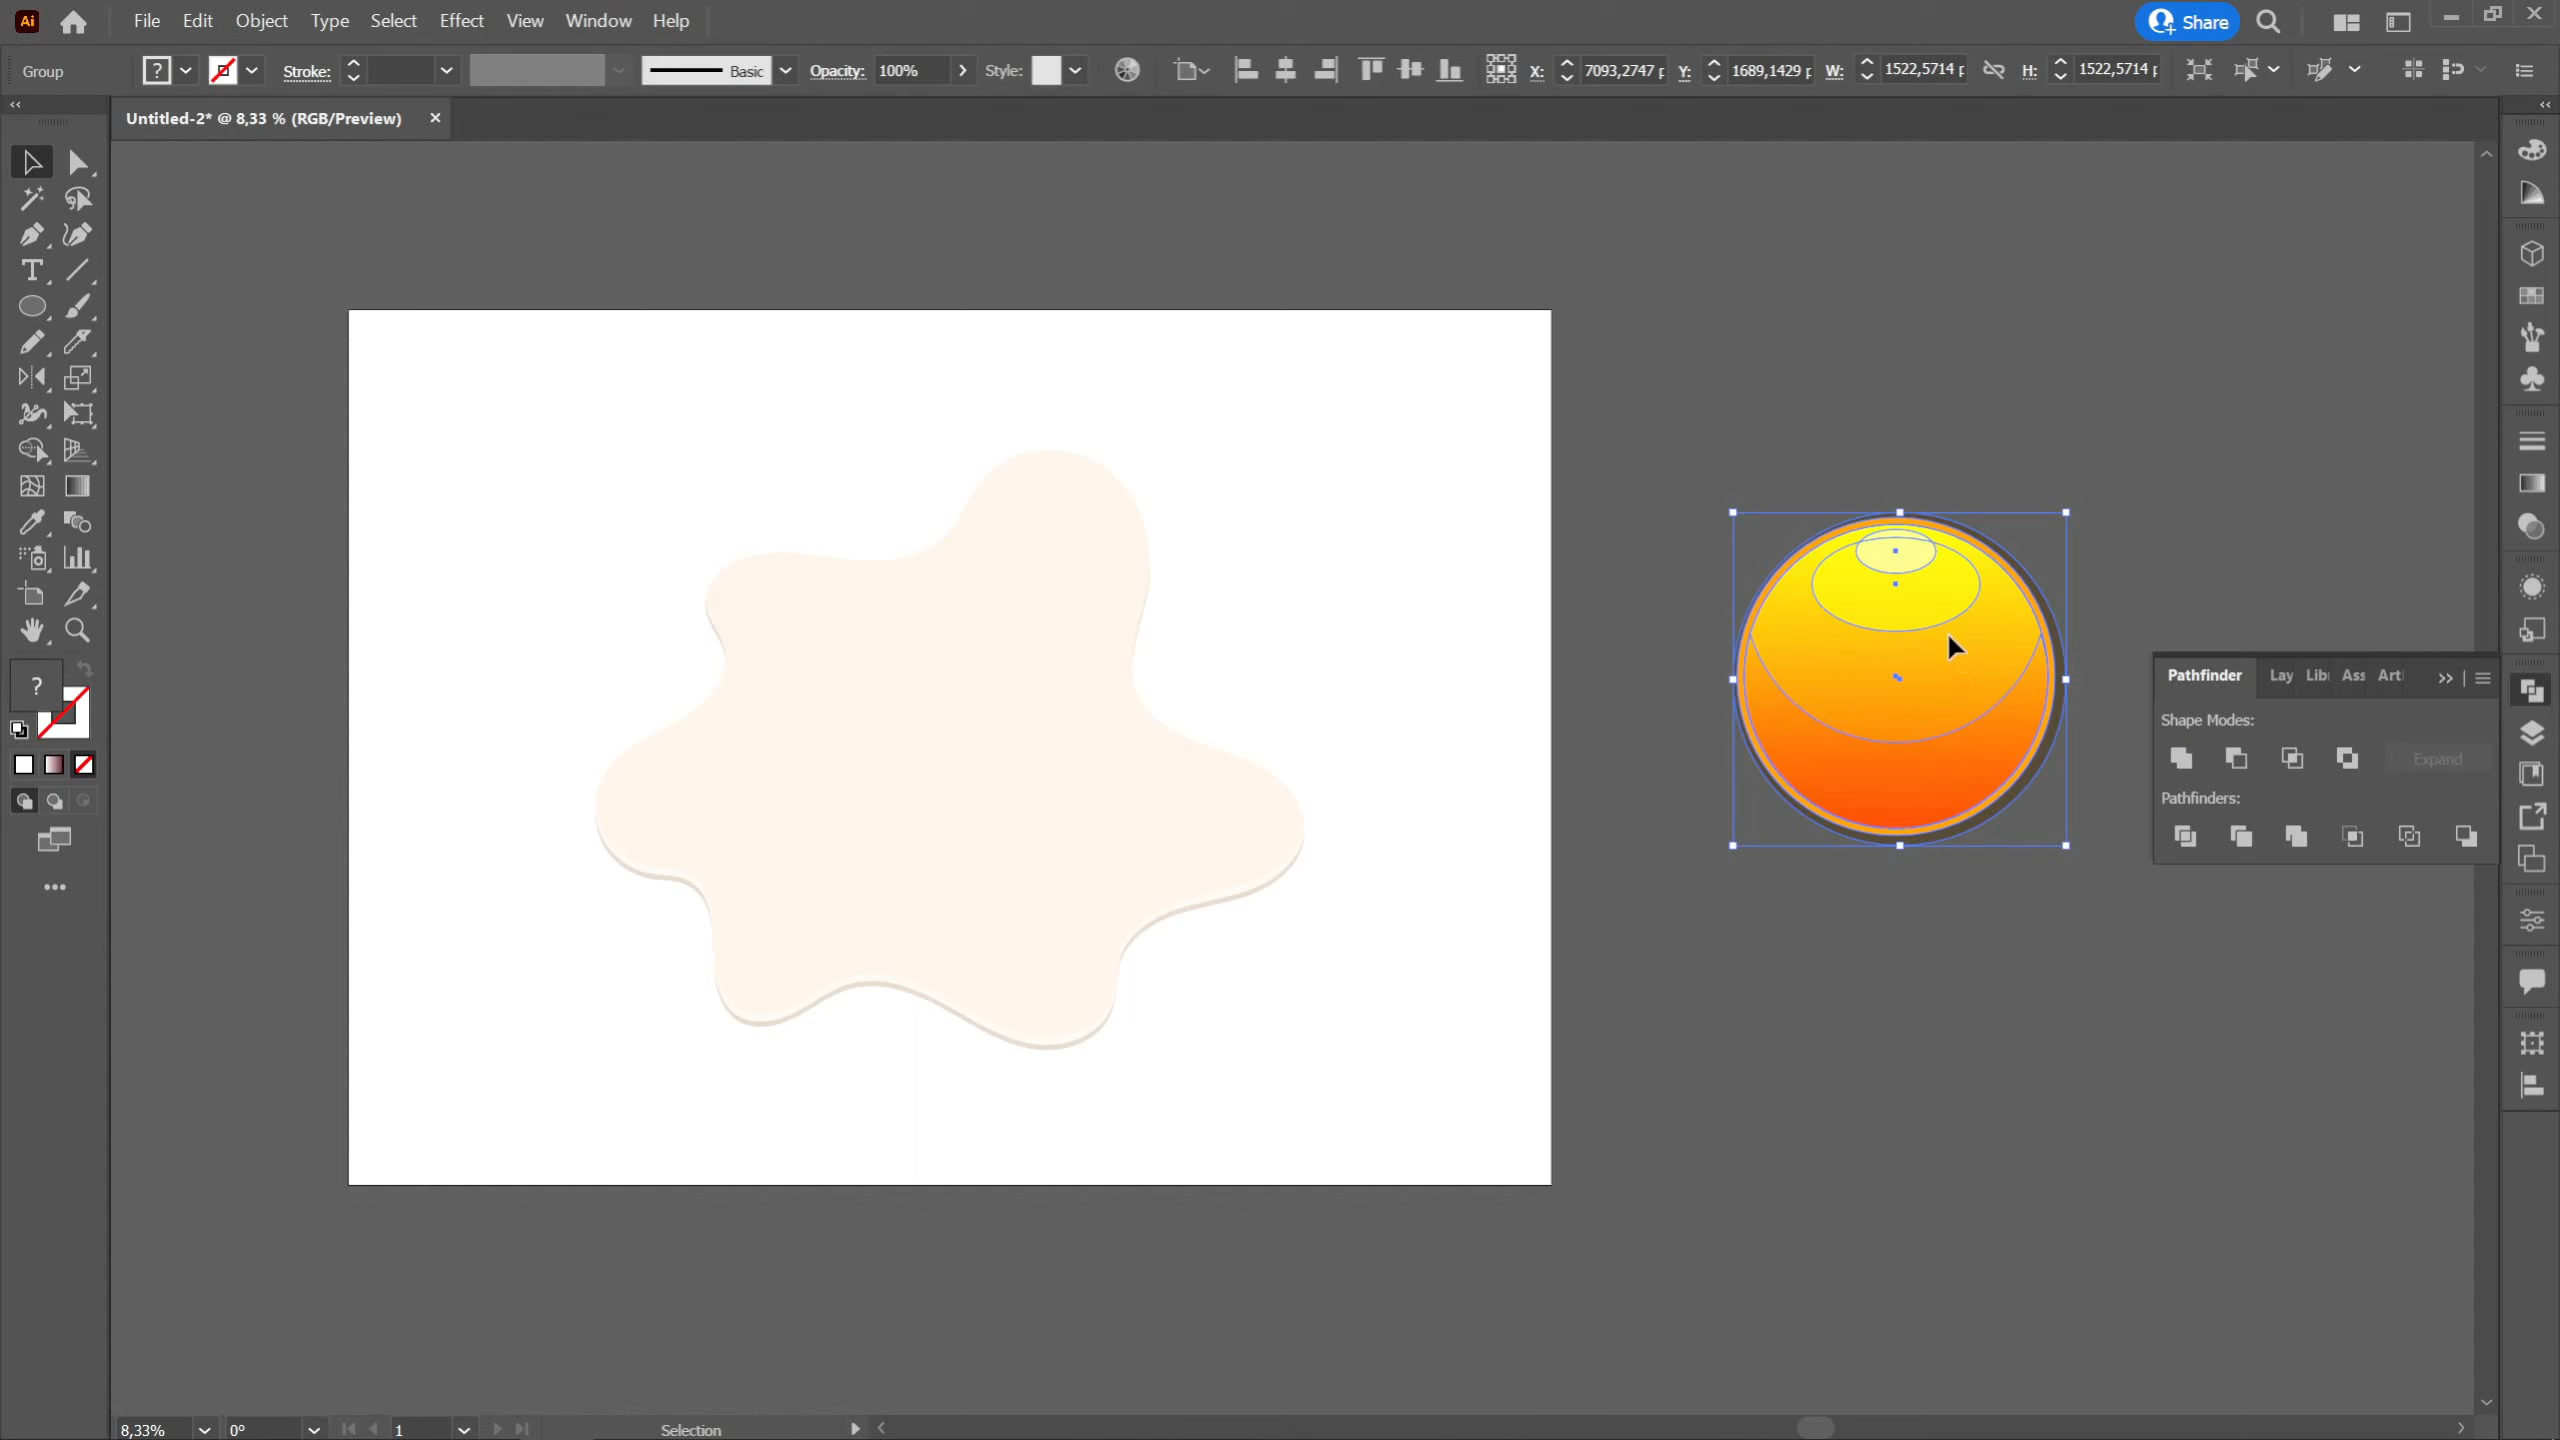 Ai File Edit Object Type Select Effect View Window Help Share
Group ? Stroke: Basic Opacity: 100% Style: X: 7093,2747 p Y: 1689,1429 p W: 1522,5714 p H: 1522,5714 p
Untitled-2* @ 8,33 % (RGB/Preview)
T
?
Pathfinder Lay Lib Ass Art
Shape Modes:
Expand
Pathfinders:
8,33% 0° 1 Selection